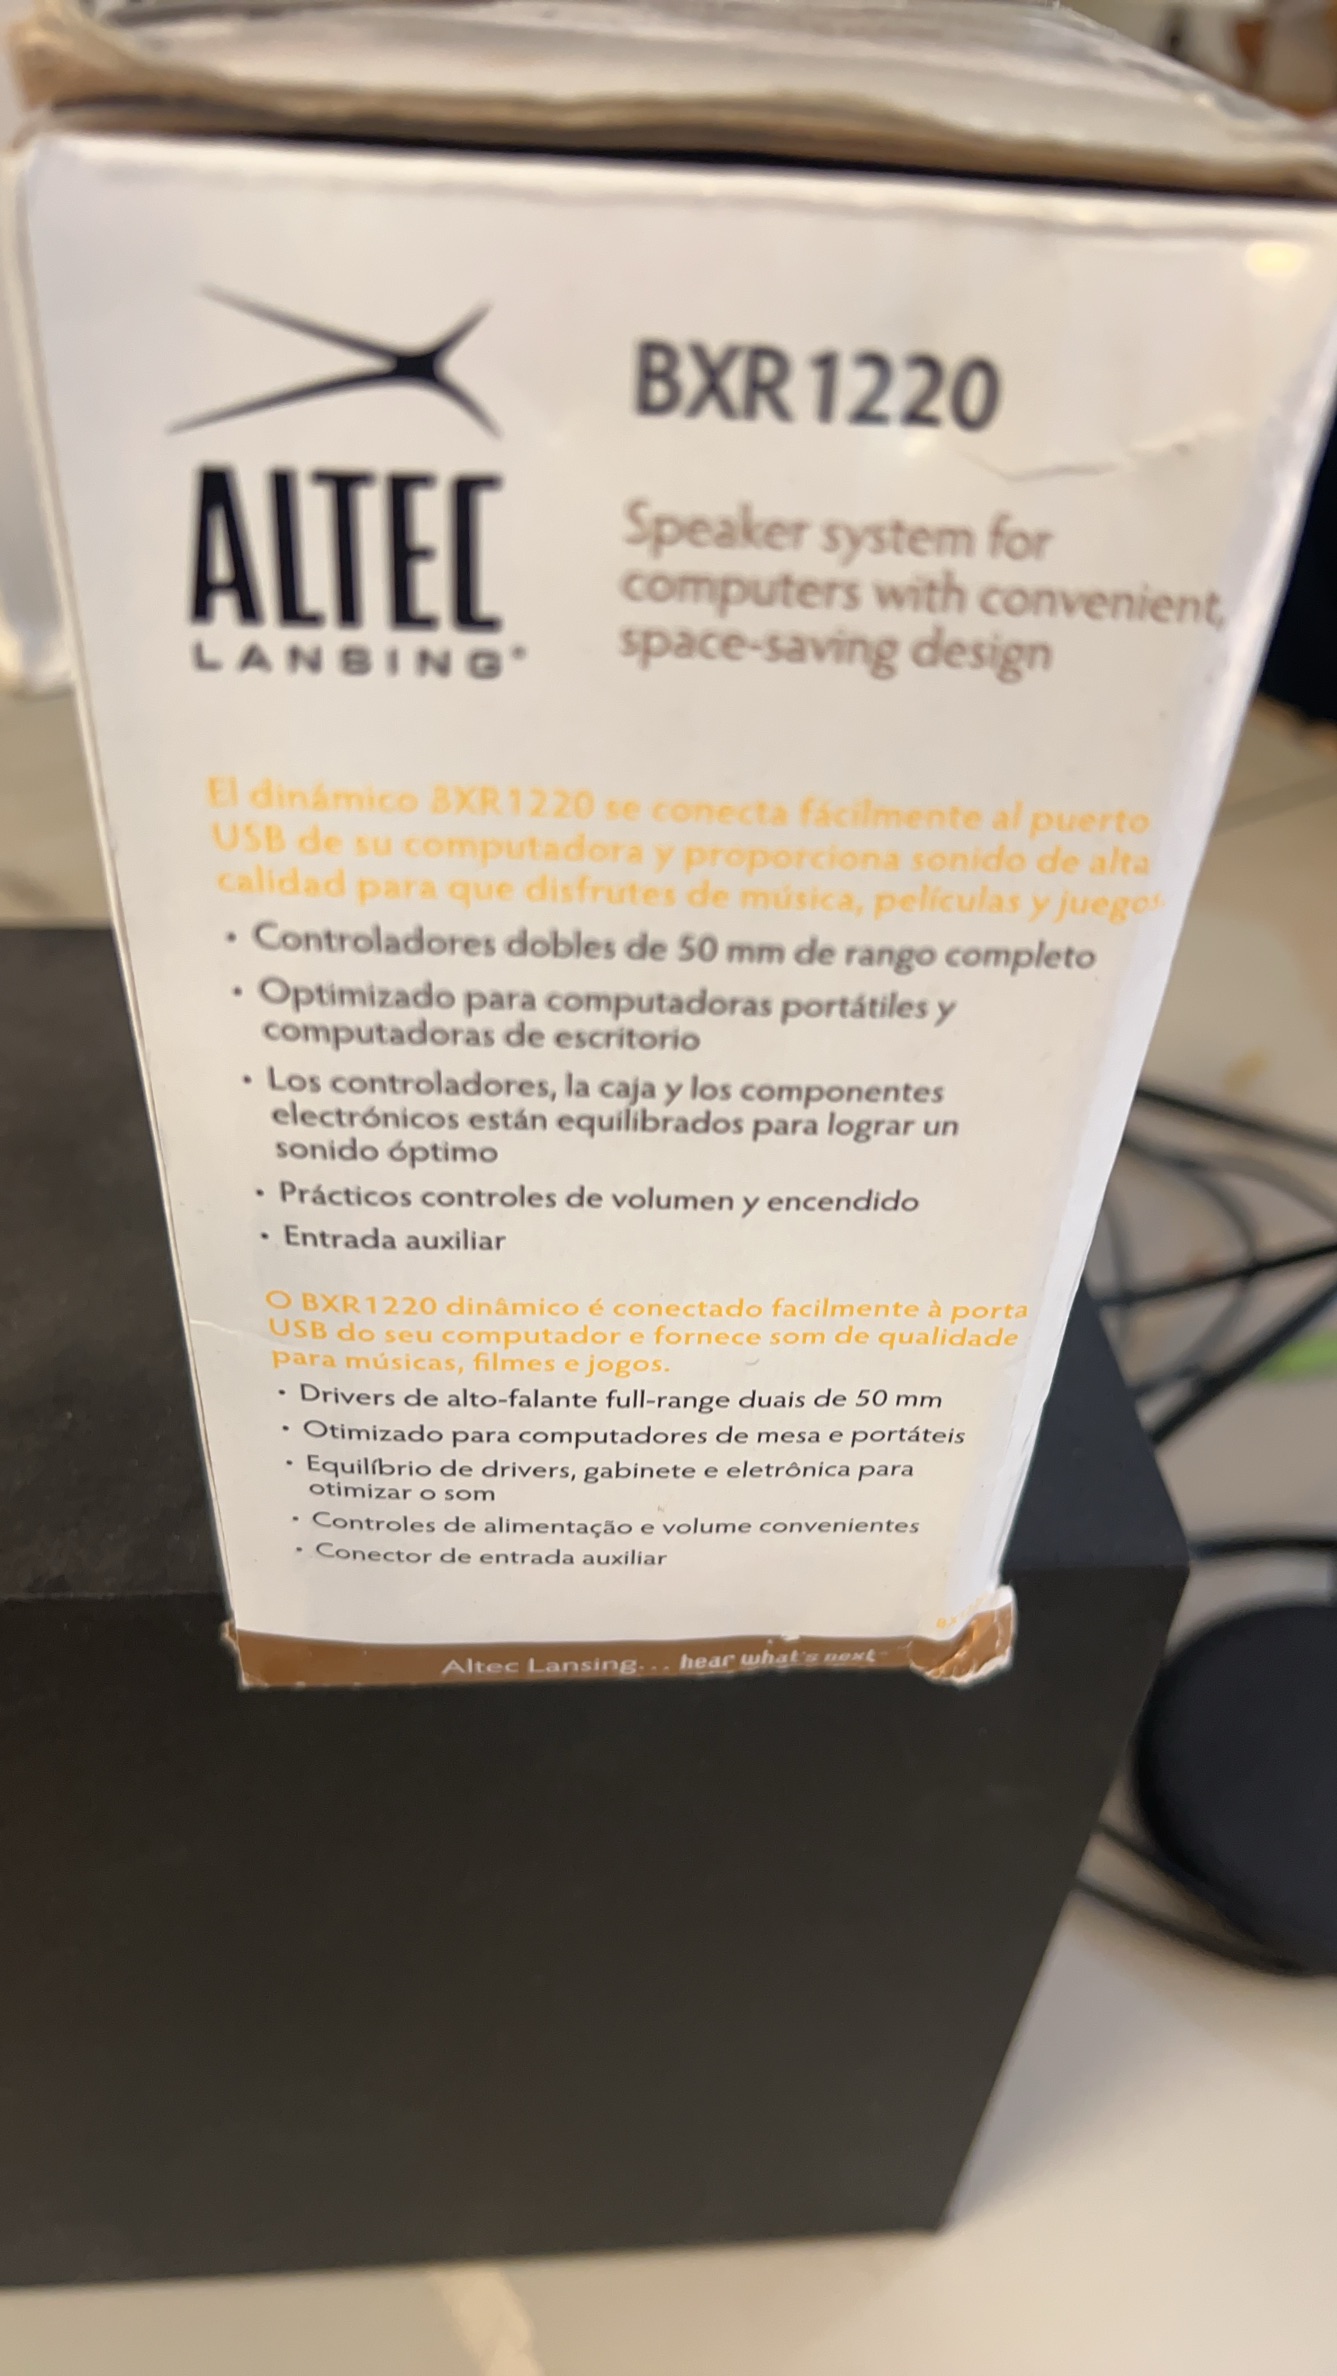 ALTEC
LANSING®
BXR1220
Speaker system for
computers with convenient,
space-saving design
El dinámico BXR1220 se conecta fácilmente al puerto
USB de su computadora y proporciona sonido de alta
calidad para que disfrutes de música, películas y juegos.
• Controladores dobles de 50 mm de rango completo
• Optimizado para computadoras portátiles y
computadoras de escritorio
• Los controladores, la caja y los componentes
electrónicos están equilibrados para lograr un
sonido óptimo
• Prácticos controles de volumen y encendido
• Entrada auxiliar
O BXR1220 dinâmico é conectado facilmente à porta
USB do seu computador e fornece som de qualidade
para músicas, filmes e jogos.
• Drivers de alto-falante full-range duais de 50 mm
• Otimizado para computadores de mesa e portáteis
• Equilíbrio de drivers, gabinete e eletrônica para
otimizar o som
• Controles de alimentação e volume convenientes
• Conector de entrada auxiliar
Altec Lansing... hear what's next™